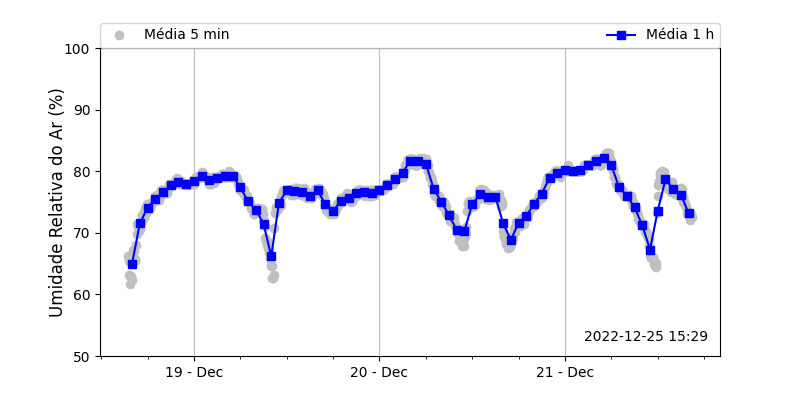 Média 5 min
Média 1 h
100
90
80
70
60
50
Umidade Relativa do Ar (%)
2022-12-25 15:29
19 - Dec
20 - Dec
21 - Dec